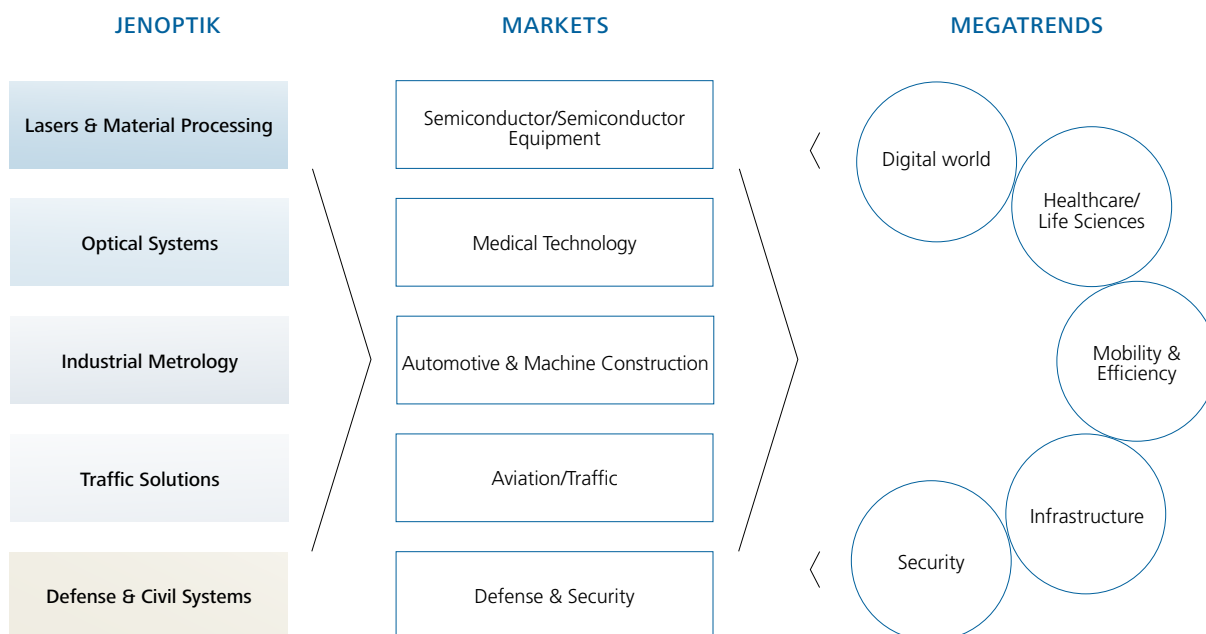 JENOPTIK
MARKETS
MEGATRENDS
Lasers & Material Processing
Optical Systems
Industrial Metrology
Traffic Solutions
Defense & Civil Systems
Semiconductor/Semiconductor
Equipment
Medical Technology
Automotive & Machine Construction
Aviation/Traffic
Defense & Security
Digital world
Healthcare/
Life Sciences
Mobility &
Efficiency
Infrastructure
Security